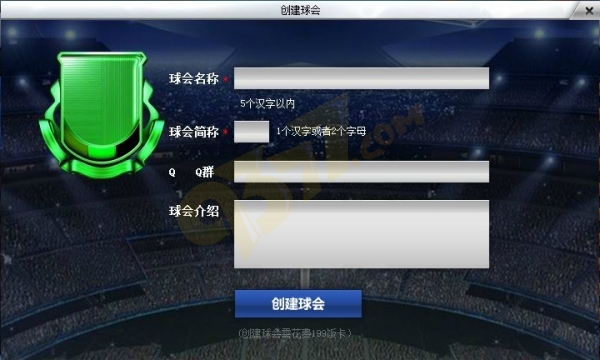 创建球会
球会名称 *
5个汉字以内
球会简称 * 1个汉字或者2个字母
Q Q群
球会介绍
创建球会
(创建球会需花费199游卡)